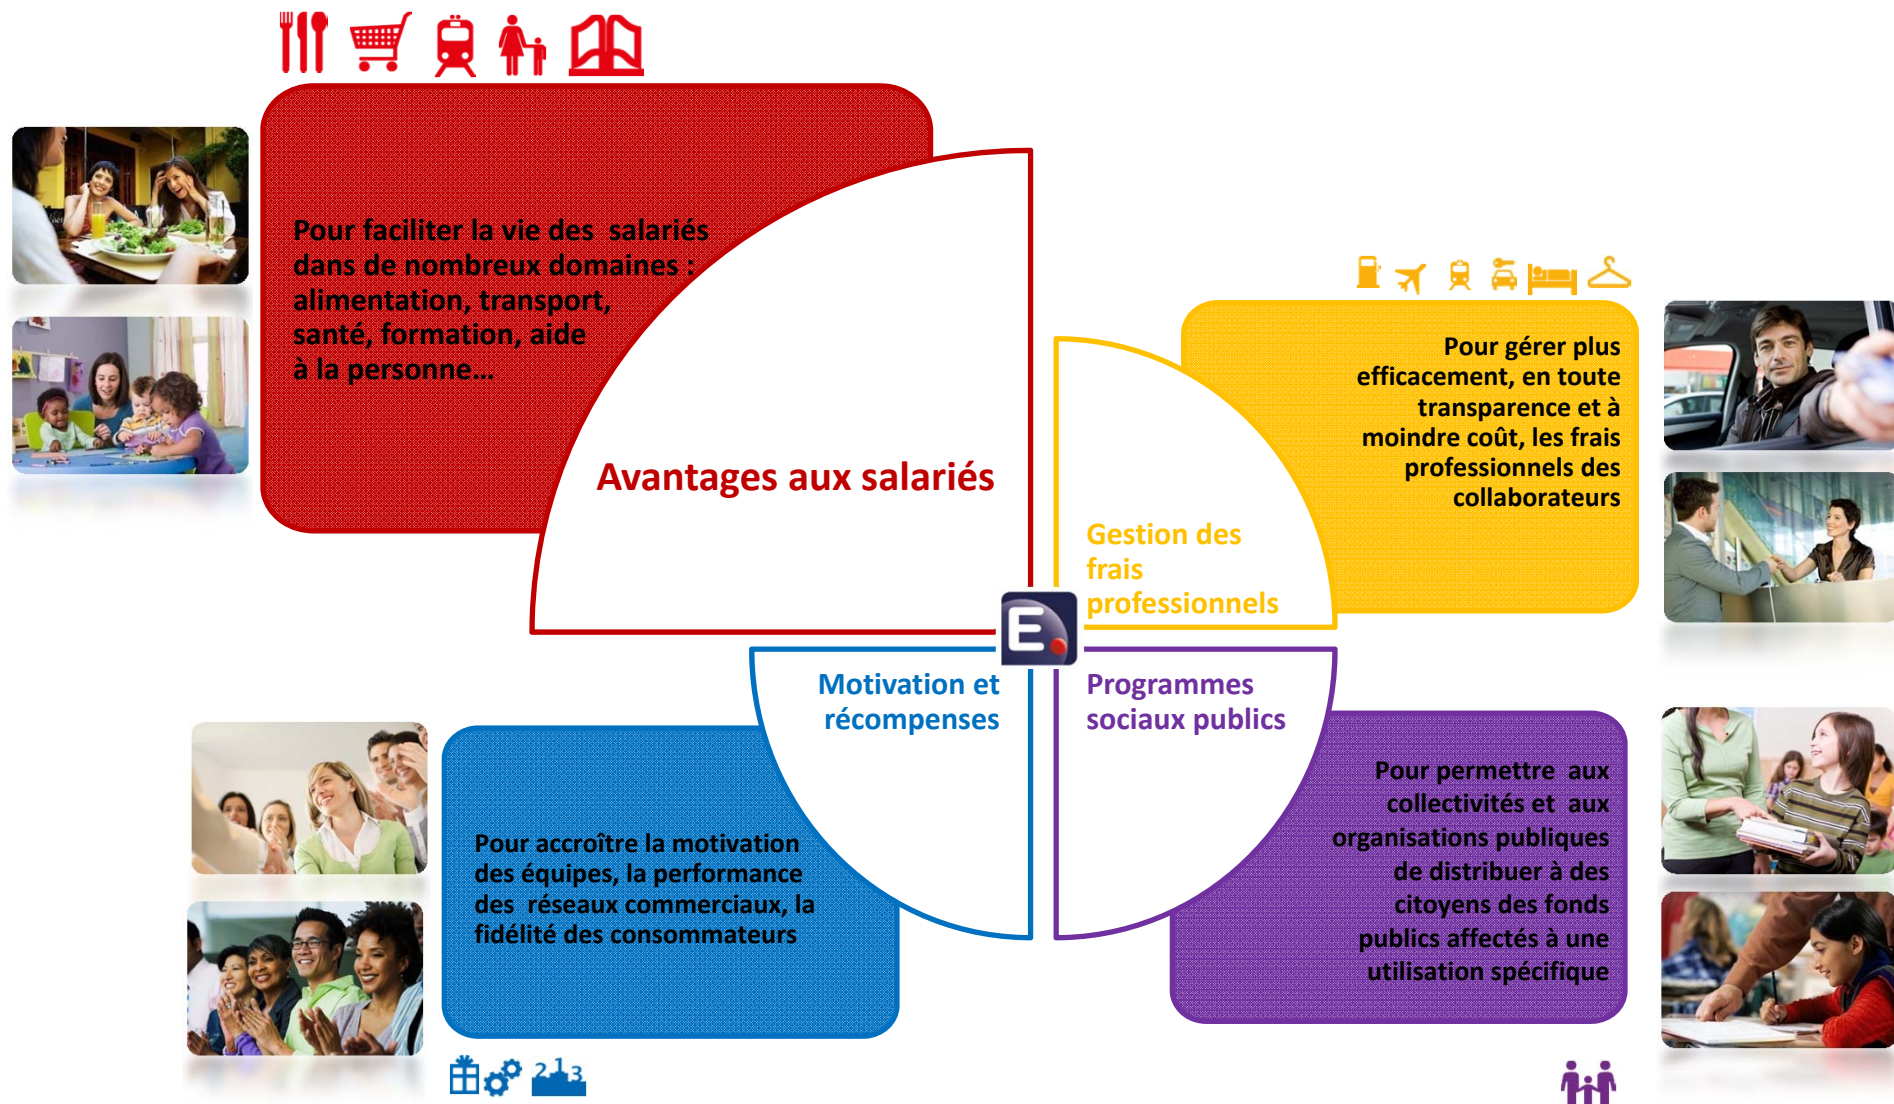 Pour faciliter la vie des salariés
dans de nombreux domaines :
alimentation, transport,
santé, formation, aide
à la personne...
Avantages aux salariés
Pour gérer plus
efficacement, en toute
transparence et à
moindre coût, les frais
professionnels des
collaborateurs
Gestion des
frais
professionnels
E.
Motivation et
récompenses
Programmes
sociaux publics
Pour accroître la motivation
des équipes, la performance
des réseaux commerciaux, la
fidélité des consommateurs
Pour permettre aux
collectivités et aux
organisations publiques
de distribuer à des
citoyens des fonds
publics affectés à une
utilisation spécifique
2 1 3